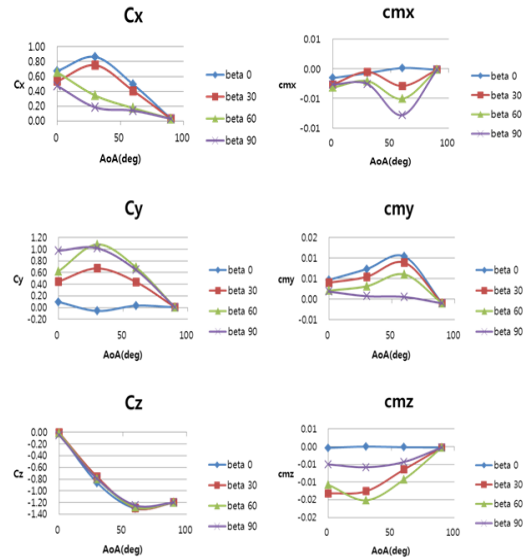 Cx
1.00
0.80
0.60
0.40
0.20
0.00
Cx
0
50
100
AoA(deg)
beta 0
beta 30
beta 60
beta 90
cmx
0.01
0.00
-0.01
-0.01
cmx
0
50
100
AoA(deg)
beta 0
beta 30
beta 60
beta 90
Cy
1.20
1.00
0.80
0.60
0.40
0.20
0.00
-0.20
Cy
0
50
100
AoA(deg)
beta 0
beta 30
beta 60
beta 90
cmy
0.02
0.01
0.01
0.00
-0.01
cmy
0
50
100
AoA(deg)
beta 0
beta 30
beta 60
beta 90
Cz
0.00
-0.20
-0.40
-0.60
-0.80
-1.00
-1.20
-1.40
Cz
0
50
100
AoA(deg)
beta 0
beta 30
beta 60
beta 90
cmz
0.01
0.00
-0.01
-0.01
-0.02
-0.02
cmz
0
50
100
AoA(deg)
beta 0
beta 30
beta 60
beta 90